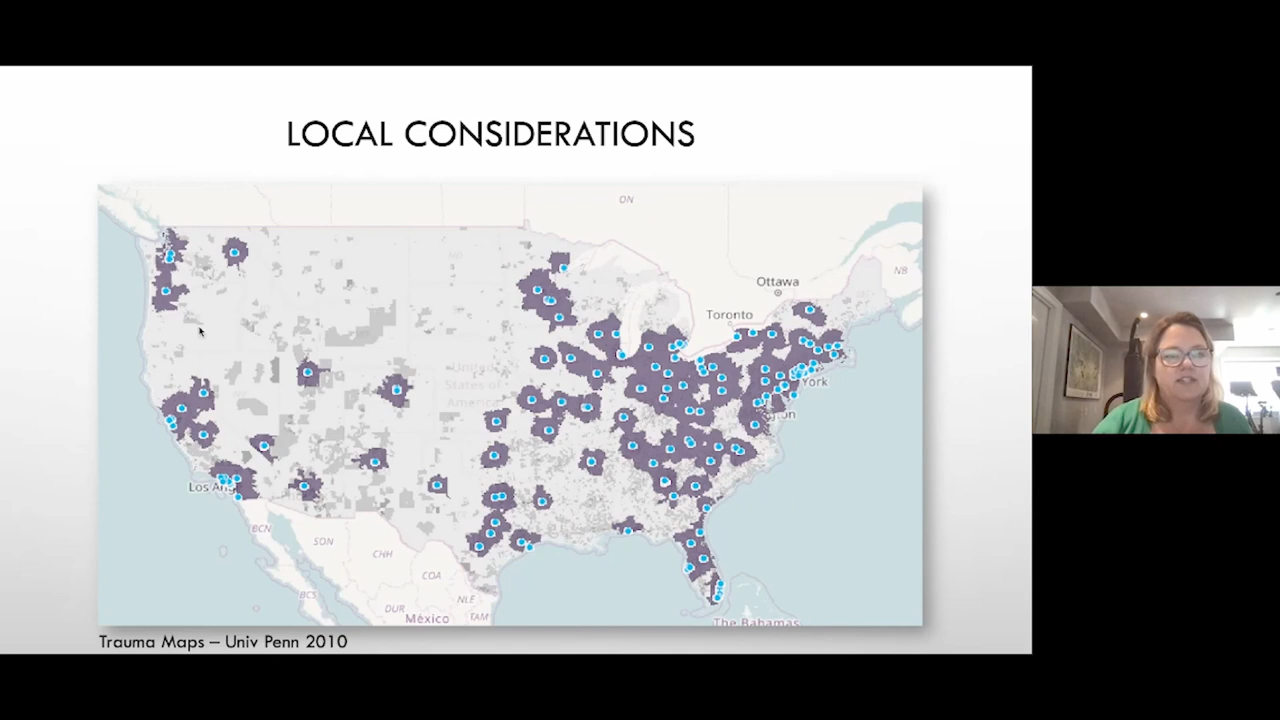 LOCAL CONSIDERATIONS
ON
NB
Ottawa
Toronto
United
States of
America
York
Los Ang
BCN
SON
CHH
COA
BCS
NLE
DUR
TAM
México
The Bahamas
Trauma Maps – Univ Penn 2010